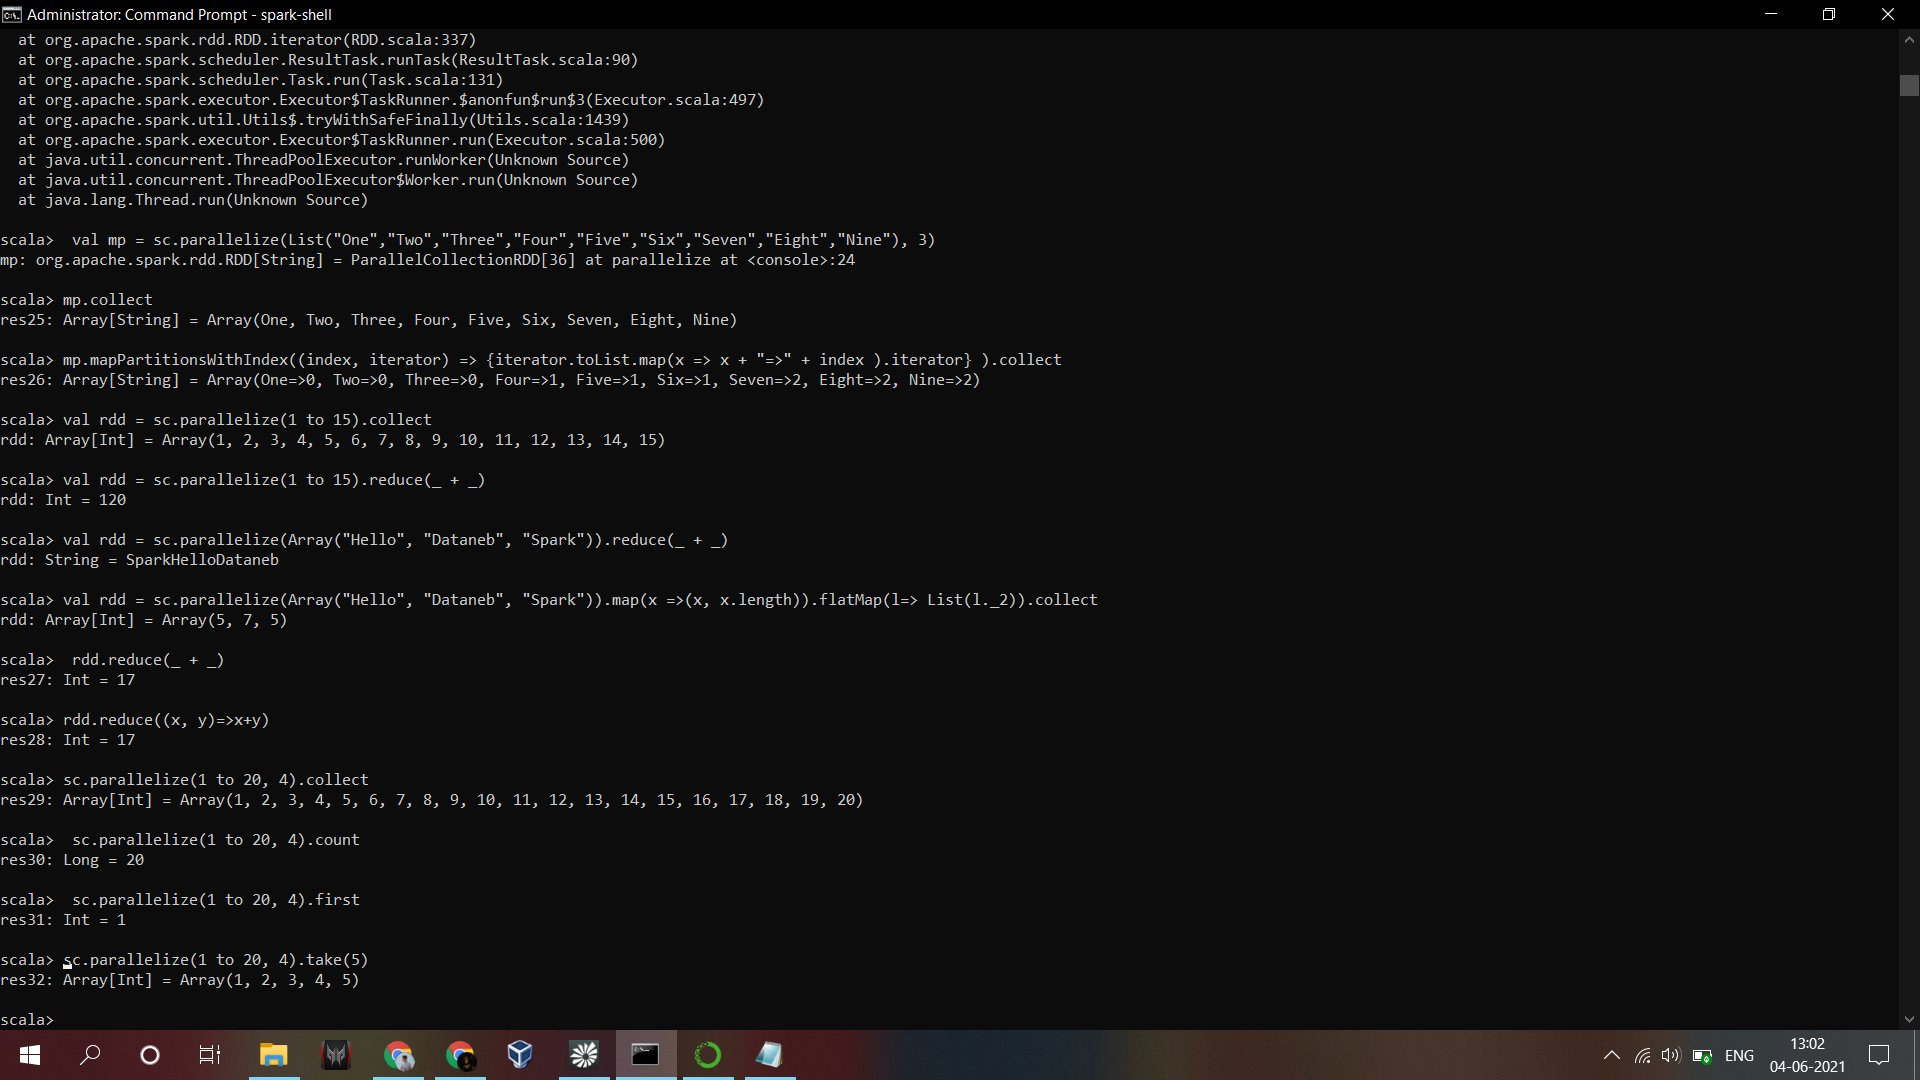 Administrator: Command Prompt - spark-shell
  at org.apache.spark.rdd.RDD.iterator(RDD.scala:337)
  at org.apache.spark.scheduler.ResultTask.runTask(ResultTask.scala:90)
  at org.apache.spark.scheduler.Task.run(Task.scala:131)
  at org.apache.spark.executor.Executor$TaskRunner.$anonfun$run$3(Executor.scala:497)
  at org.apache.spark.util.Utils$.tryWithSafeFinally(Utils.scala:1439)
  at org.apache.spark.executor.Executor$TaskRunner.run(Executor.scala:500)
  at java.util.concurrent.ThreadPoolExecutor.runWorker(Unknown Source)
  at java.util.concurrent.ThreadPoolExecutor$Worker.run(Unknown Source)
  at java.lang.Thread.run(Unknown Source)
scala>  val mp = sc.parallelize(List("One","Two","Three","Four","Five","Six","Seven","Eight","Nine"), 3)
mp: org.apache.spark.rdd.RDD[String] = ParallelCollectionRDD[36] at parallelize at <console>:24
scala> mp.collect
res25: Array[String] = Array(One, Two, Three, Four, Five, Six, Seven, Eight, Nine)
scala> mp.mapPartitionsWithIndex((index, iterator) => {iterator.toList.map(x => x + "=>" + index ).iterator} ).collect
res26: Array[String] = Array(One=>0, Two=>0, Three=>0, Four=>1, Five=>1, Six=>1, Seven=>2, Eight=>2, Nine=>2)
scala> val rdd = sc.parallelize(1 to 15).collect
rdd: Array[Int] = Array(1, 2, 3, 4, 5, 6, 7, 8, 9, 10, 11, 12, 13, 14, 15)
scala> val rdd = sc.parallelize(1 to 15).reduce(_ + _)
rdd: Int = 120
scala> val rdd = sc.parallelize(Array("Hello", "Dataneb", "Spark")).reduce(_ + _)
rdd: String = SparkHelloDataneb
scala> val rdd = sc.parallelize(Array("Hello", "Dataneb", "Spark")).map(x =>(x, x.length)).flatMap(l=> List(l._2)).collect
rdd: Array[Int] = Array(5, 7, 5)
scala>  rdd.reduce(_ + _)
res27: Int = 17
scala> rdd.reduce((x, y)=>x+y)
res28: Int = 17
scala> sc.parallelize(1 to 20, 4).collect
res29: Array[Int] = Array(1, 2, 3, 4, 5, 6, 7, 8, 9, 10, 11, 12, 13, 14, 15, 16, 17, 18, 19, 20)
scala>  sc.parallelize(1 to 20, 4).count
res30: Long = 20
scala>  sc.parallelize(1 to 20, 4).first
res31: Int = 1
scala> sc.parallelize(1 to 20, 4).take(5)
res32: Array[Int] = Array(1, 2, 3, 4, 5)
scala>
ENG
13:02
04-06-2021